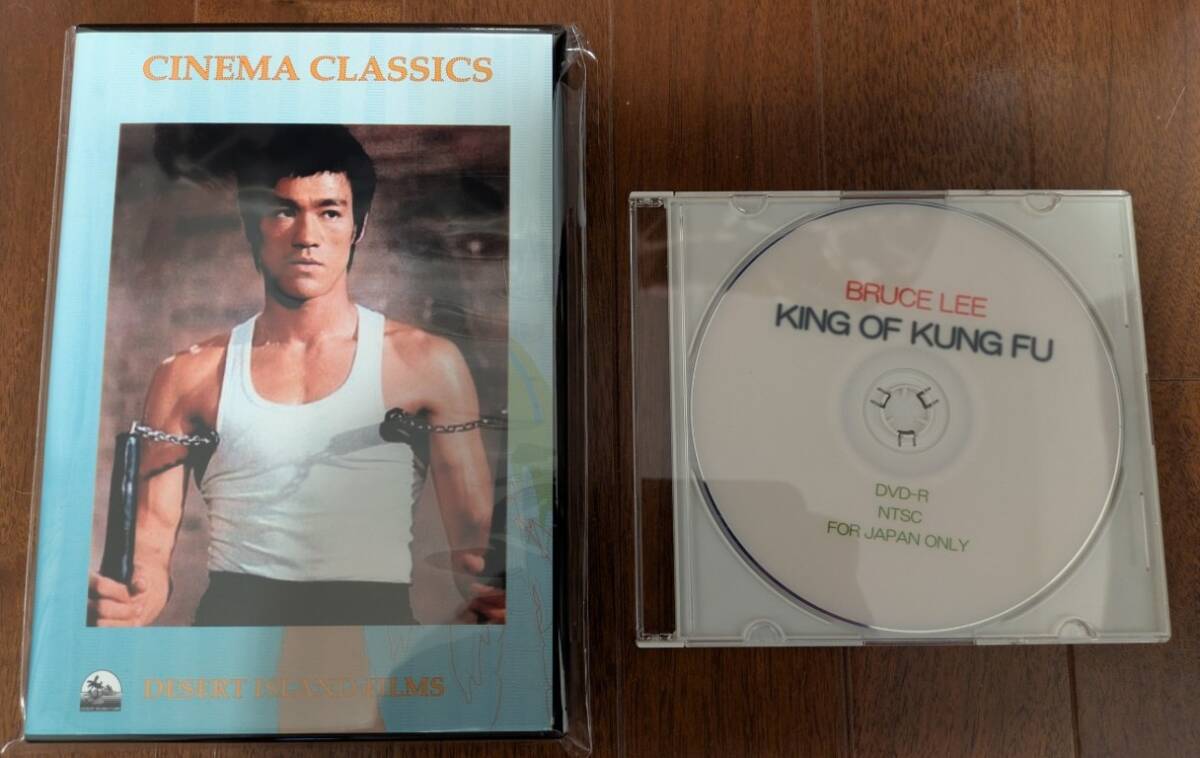 CINEMA CLASSICS
DESERT ISLAND FILMS
BRUCE LEE
KING OF KUNG FU
DVD-R
NTSC
FOR JAPAN ONLY